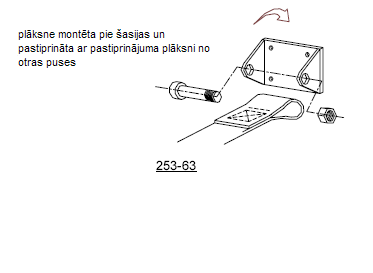 plāksne montēta pie šasijas un
pastiprināta ar pastiprinājuma plāksni no
otras puses
253-63